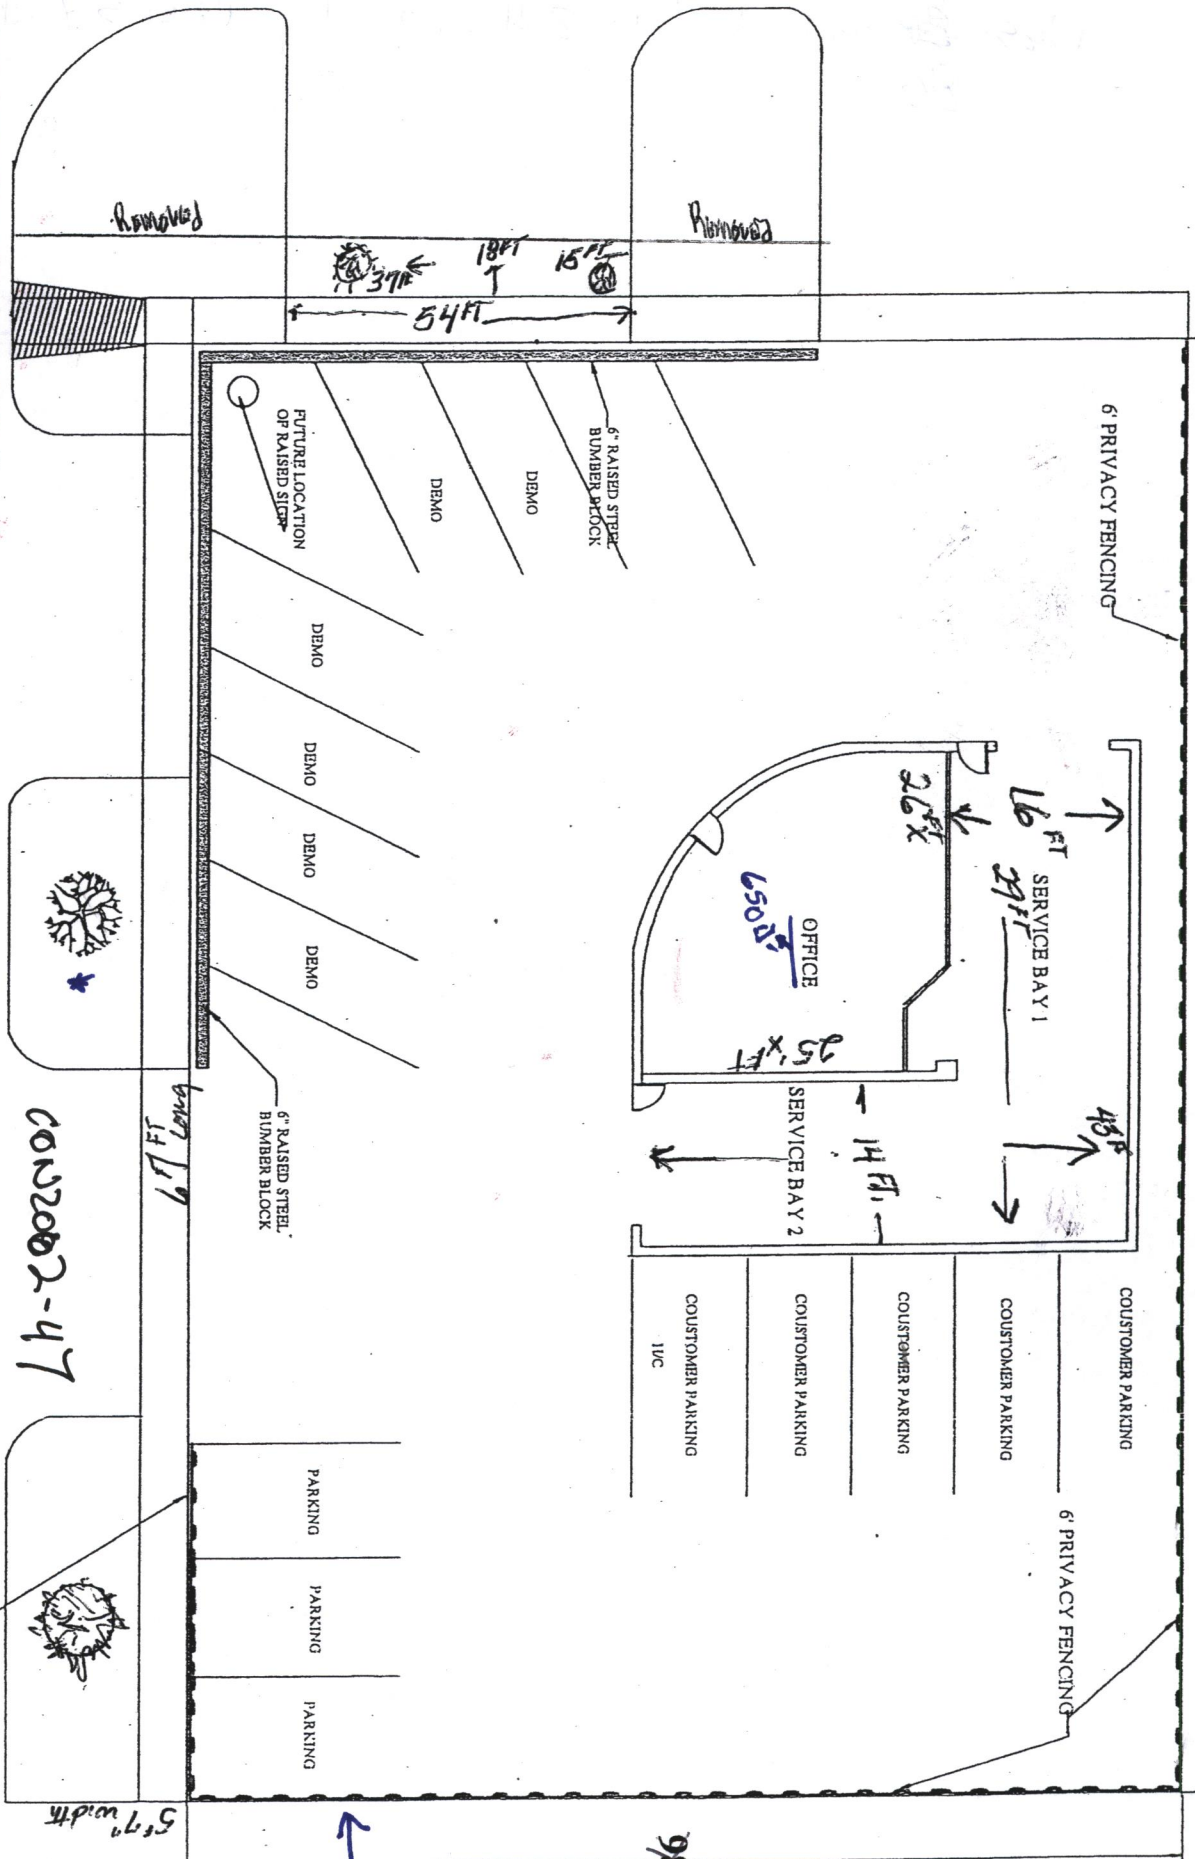 Removed
Removed
37ft
18FT
15FT
54FT
6' PRIVACY FENCING
FUTURE LOCATION
OF RAISED SIGN
6" RAISED STEEL
BUMBER BLOCK
DEMO
DEMO
DEMO
DEMO
DEMO
DEMO
26FT X
16 FT
SERVICE BAY 1
29FT
OFFICE
650
25'X FT
SERVICE BAY 2
14 FT.
43ft
6" RAISED STEEL
BUMBER BLOCK
long
CON2002-47
COUSTOMER PARKING
COUSTOMER PARKING
COUSTOMER PARKING
COUSTOMER PARKING
COUSTOMER PARKING
H/C
6' PRIVACY FENCING
PARKING
PARKING
PARKING
5'7" width